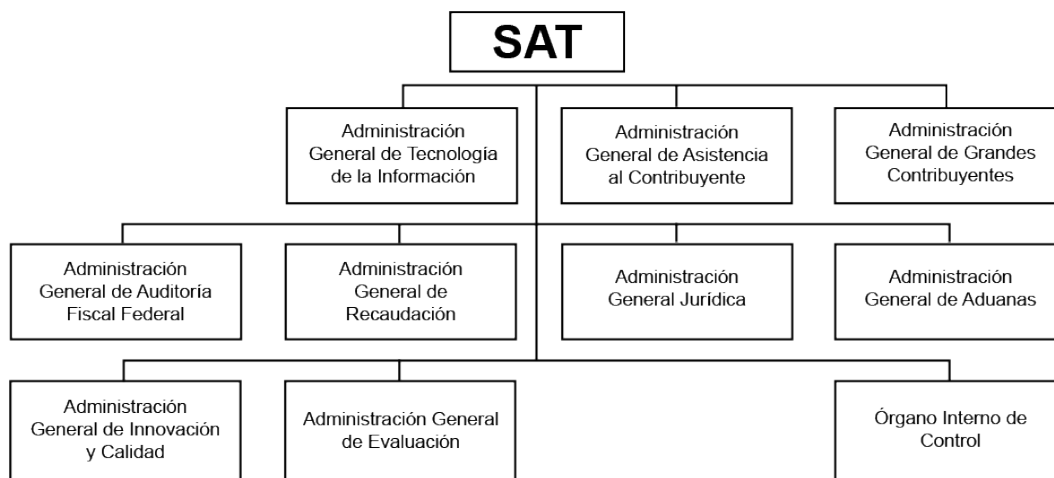 SAT
Administración
General de Tecnología
de la Información
Administración
General de Asistencia
al Contribuyente
Administración
General de Grandes
Contribuyentes
Administración
General de Auditoría
Fiscal Federal
Administración
General de
Recaudación
Administración
General Jurídica
Administración
General de Aduanas
Administración
General de Innovación
y Calidad
Administración General
de Evaluación
Órgano Interno de
Control